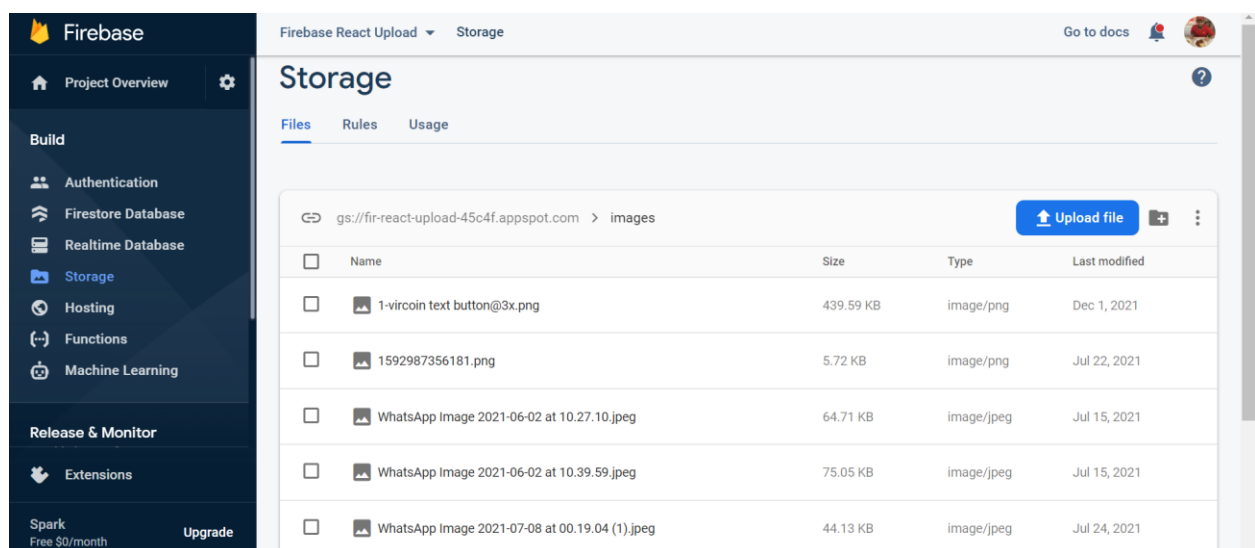 Firebase
Firebase React Upload Storage Go to docs
Project Overview
Storage
?
Files Rules Usage
Build
Authentication
Firestore Database
Realtime Database
Storage
Hosting
Functions
Machine Learning
Release & Monitor
Extensions
Spark
Free $0/month
Upgrade
gs://fir-react-upload-45c4f.appspot.com > images Upload file
Name Size Type Last modified
1-vircoin text button@3x.png 439.59 KB image/png Dec 1, 2021
1592987356181.png 5.72 KB image/png Jul 22, 2021
WhatsApp Image 2021-06-02 at 10.27.10.jpeg 64.71 KB image/jpeg Jul 15, 2021
WhatsApp Image 2021-06-02 at 10.39.59.jpeg 75.05 KB image/jpeg Jul 15, 2021
WhatsApp Image 2021-07-08 at 00.19.04 (1).jpeg 44.13 KB image/jpeg Jul 24, 2021